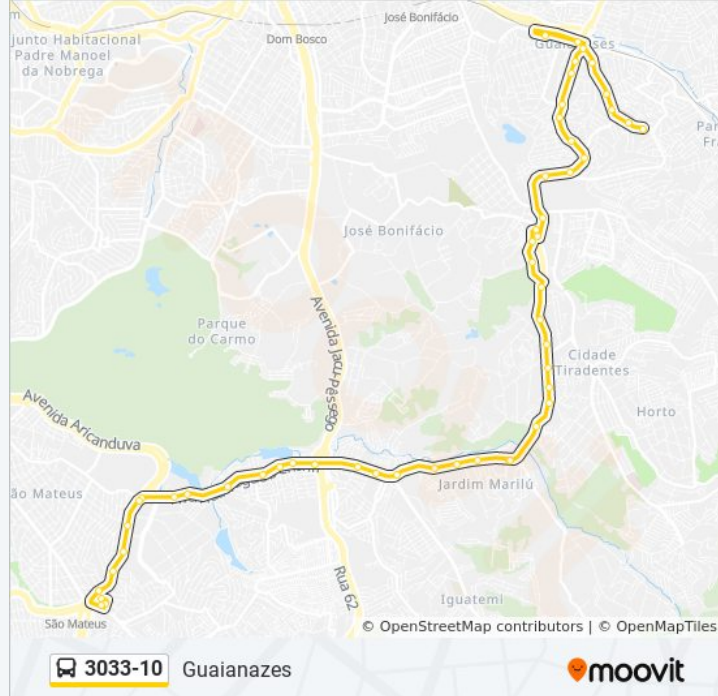 m
José Bonifácio
junto Habitacional
Padre Manoel
da Nobrega
Dom Bosco
José Bonifácio
Parque
do Carmo
Avenida Jacu-Pêssego
Cidade
Tiradentes
Horto
Avenida Aricanduva
ão Mateus
Jardim Marilú
Rua 62
Iguatemi
São Mateus
© OpenStreetMap contributors | © OpenMapTiles
3033-10 Guaianazes
moovit